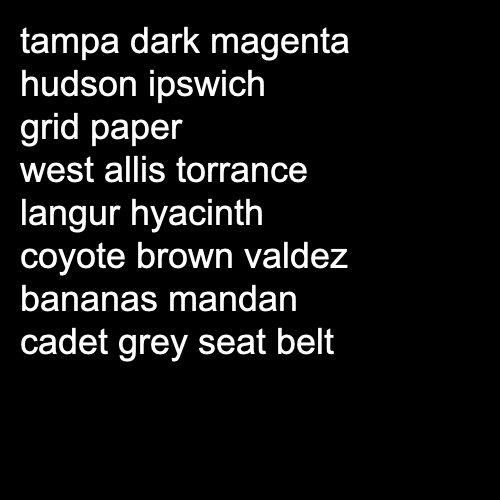 tampa dark magenta
hudson ipswich
grid paper
west allis torrance
langur hyacinth
coyote brown valdez
bananas mandan
cadet grey seat belt